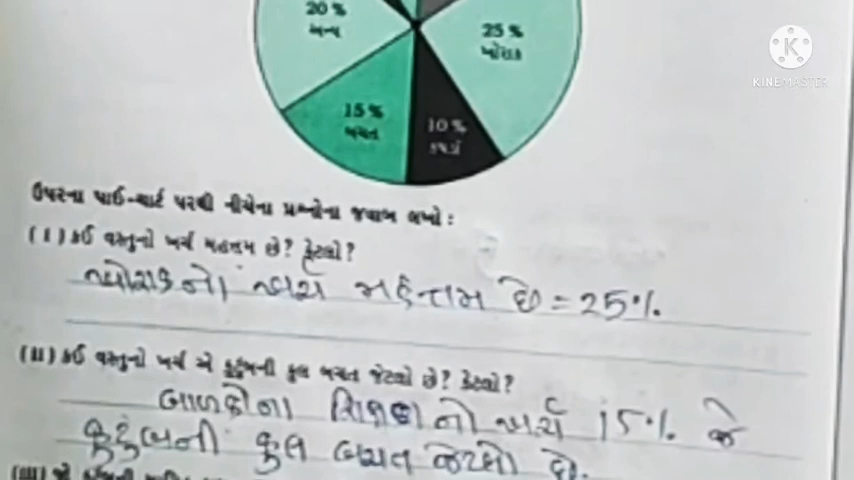 20 %
અન્ય
25 %
ખોરાક
KINEMASTER
15 %
બચત
10 %
કપડાં
ઉપરના પાઈ-ચાર્ટ પરથી નીચેના પ્રશ્નોના જવાબ લખો :
(I) કઈ વસ્તુનો ખર્ચ મહત્તમ છે? કેટલો?
ખોરાકનો ખર્ચ મહત્તમ છે = 25%.
(II) કઈ વસ્તુનો ખર્ચ એ કુટુંબની કુલ બચત જેટલો છે? કેટલો?
બાળકોના શિક્ષણનો ખર્ચ 15% જે
કુટુંબની કુલ બચત જેટલો છે.
(III) જો